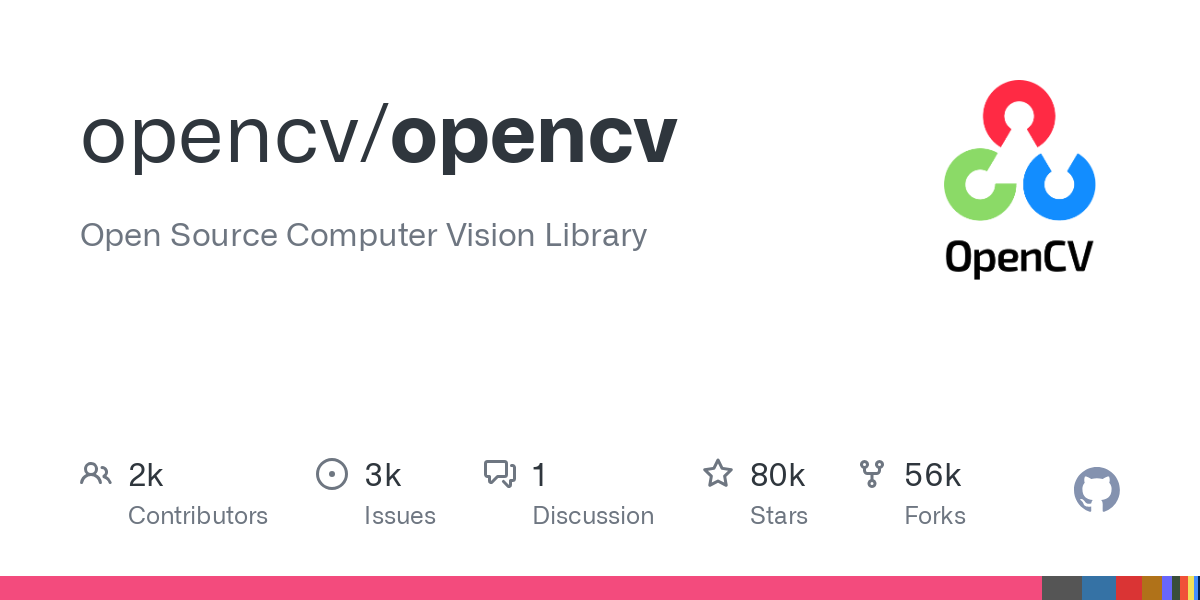 opencv/opencv
Open Source Computer Vision Library
OpenCV
2k
Contributors
3k
Issues
1
Discussion
80k
Stars
56k
Forks